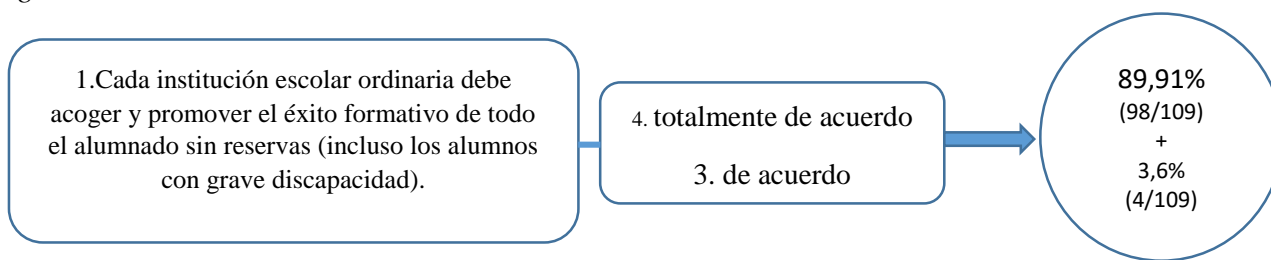 1.Cada institución escolar ordinaria debe
acoger y promover el éxito formativo de todo
el alumnado sin reservas (incluso los alumnos
con grave discapacidad).
4. totalmente de acuerdo
3. de acuerdo
89,91%
(98/109)
+
3,6%
(4/109)